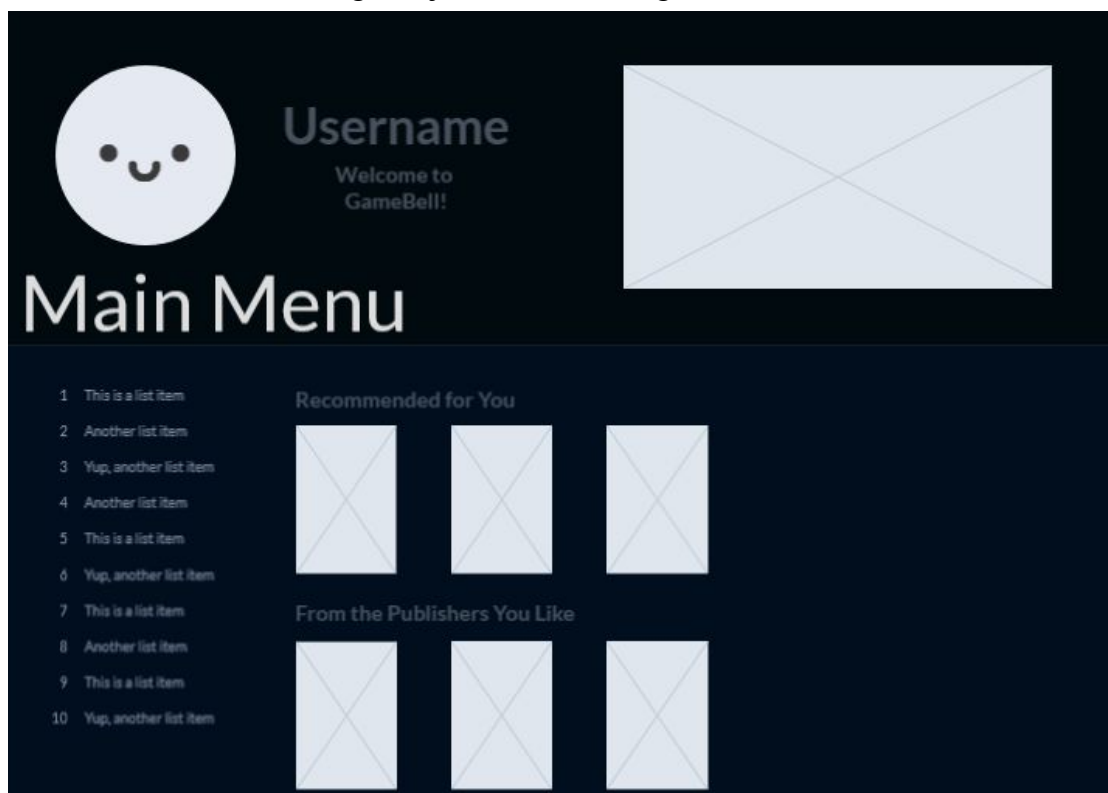 Username
Welcome to
GameBell!
Main Menu
1 This is a list item
2 Another list item
3 Yup, another list item
4 Another list item
5 This is a list item
6 Yup, another list item
7 This is a list item
8 Another list item
9 This is a list item
10 Yup, another list item
Recommended for You
From the Publishers You Like